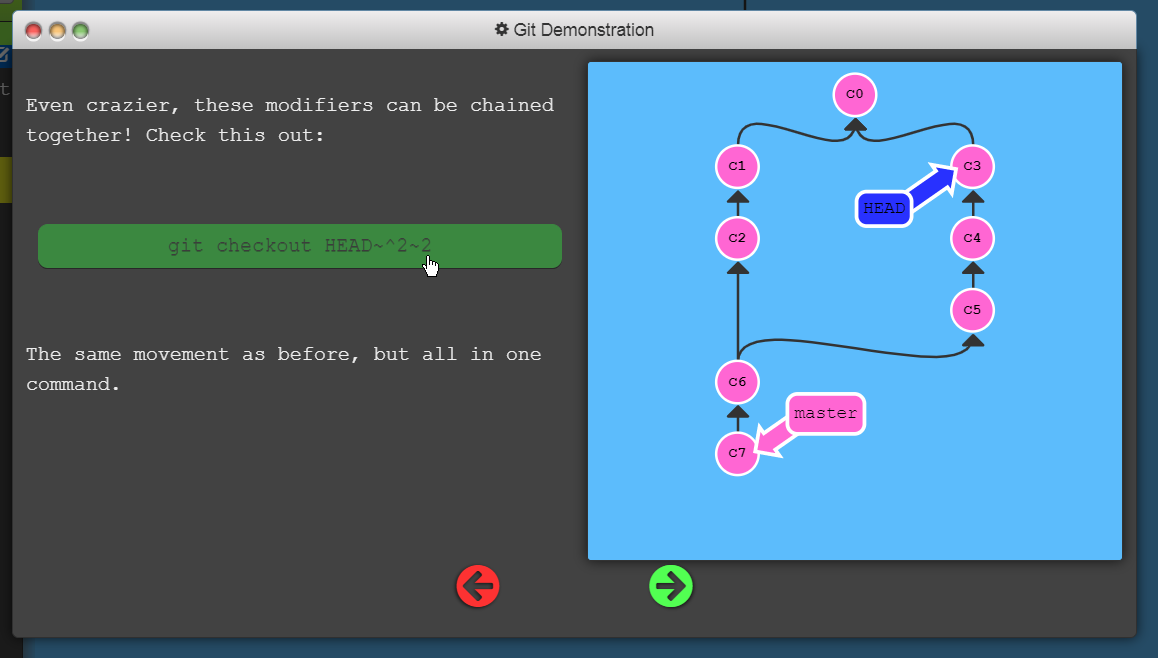 Git Demonstration
Even crazier, these modifiers can be chained
together! Check this out:
git checkout HEAD~^2~2
The same movement as before, but all in one
command.
C0
C1
C3
HEAD
C2
C4
C5
C6
master
C7
t